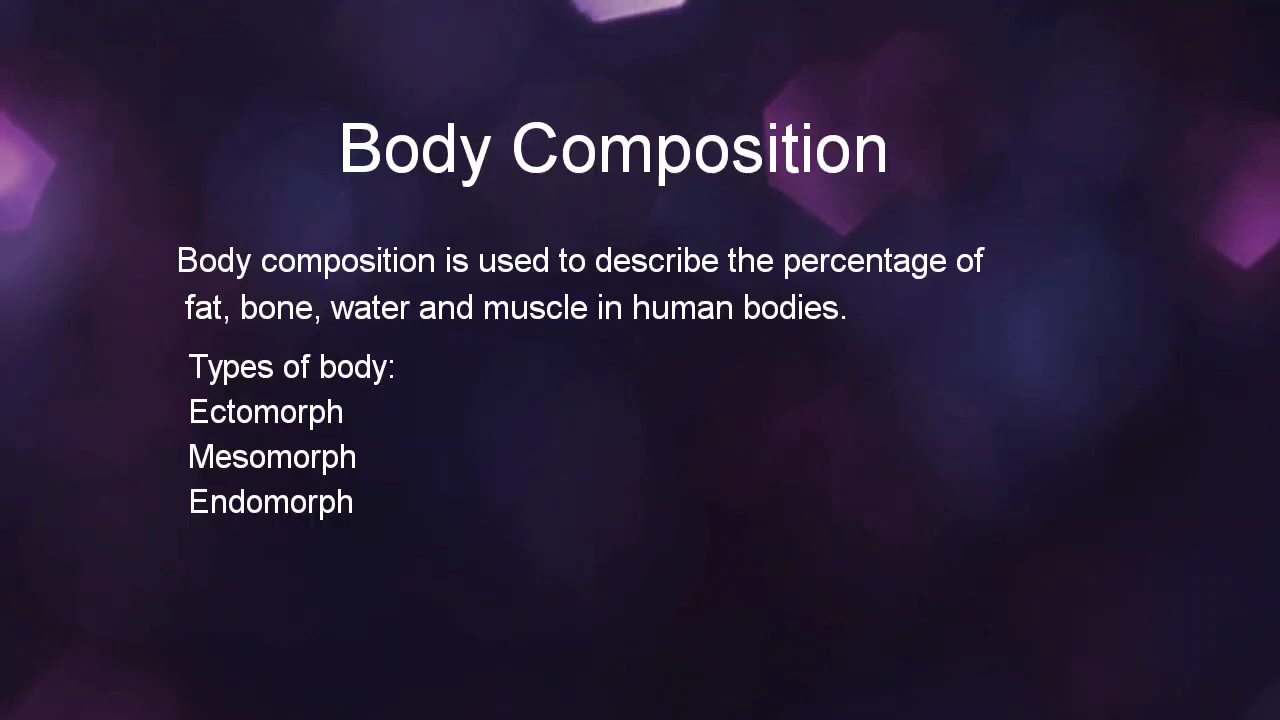 Body Composition
Body composition is used to describe the percentage of
fat, bone, water and muscle in human bodies.
Types of body:
Ectomorph
Mesomorph
Endomorph